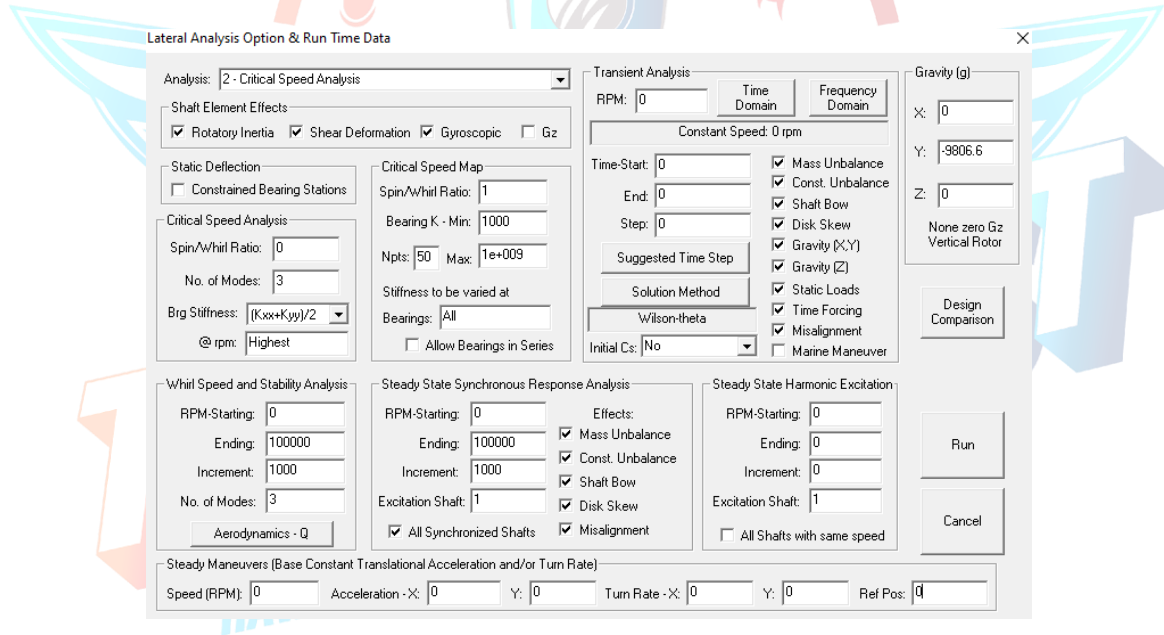 Lateral Analysis Option & Run Time Data
Analysis: 2 - Critical Speed Analysis
Shaft Element Effects
Rotatory Inertia Shear Deformation Gyroscopic Gz
Static Deflection
Constrained Bearing Stations
Critical Speed Analysis
Spin/Whirl Ratio: 0
No. of Modes: 3
Brg Stiffness: (Kxx+Kyy)/2
@ rpm: Highest
Critical Speed Map
Spin/Whirl Ratio: 1
Bearing K - Min: 1000
Npts: 50 Max: 1e+009
Stiffness to be varied at
Bearings: All
Allow Bearings in Series
Transient Analysis
RPM: 0
Time
Domain
Frequency
Domain
Constant Speed: 0 rpm
Time-Start: 0
End: 0
Step: 0
Suggested Time Step
Solution Method
Wilson-theta
Initial Cs: No
Mass Unbalance
Const. Unbalance
Shaft Bow
Disk Skew
Gravity (X,Y)
Gravity (Z)
Static Loads
Time Forcing
Misalignment
Marine Maneuver
Gravity (g)
X: 0
Y: -9806.6
Z: 0
None zero Gz
Vertical Rotor
Design
Comparison
Whirl Speed and Stability Analysis
RPM-Starting: 0
Ending: 100000
Increment: 1000
No. of Modes: 3
Aerodynamics - Q
Steady State Synchronous Response Analysis
RPM-Starting: 0
Ending: 100000
Increment: 1000
Excitation Shaft: 1
All Synchronized Shafts
Effects:
Mass Unbalance
Const. Unbalance
Shaft Bow
Disk Skew
Misalignment
Steady State Harmonic Excitation
RPM-Starting: 0
Ending: 0
Increment: 0
Excitation Shaft: 1
All Shafts with same speed
Run
Cancel
Steady Maneuvers (Base Constant Translational Acceleration and/or Turn Rate)
Speed (RPM): 0 Acceleration - X: 0 Y: 0 Turn Rate - X: 0 Y: 0 Ref Pos: 0